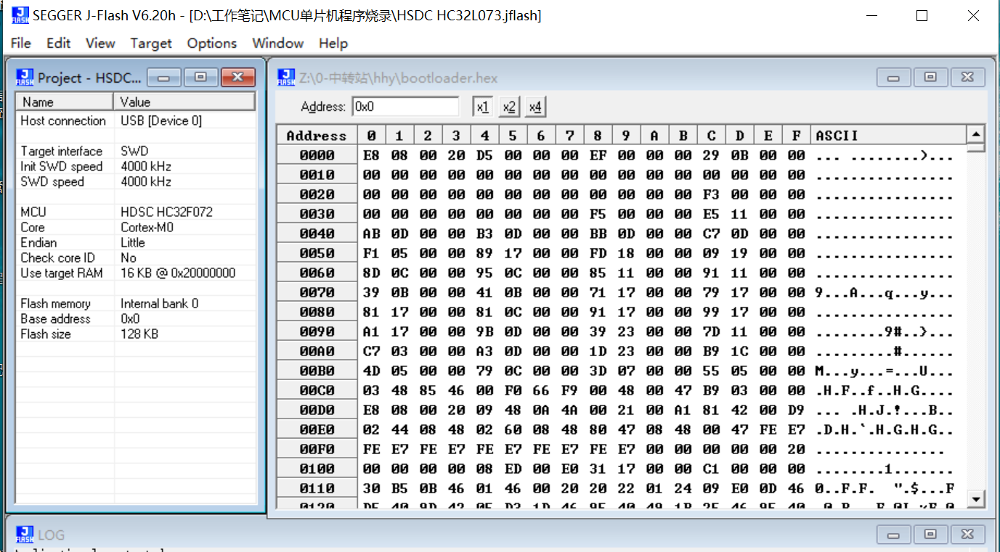 SEGGER J-Flash V6.20h - [D:\工作笔记\MCU单片机程序烧录\HSDC HC32L073.jflash]
File Edit View Target Options Window Help
Project - HSDC...
Name Value
Host connection USB [Device 0]
Target interface SWD
Init SWD speed 4000 kHz
SWD speed 4000 kHz
MCU HDSC HC32F072
Core Cortex-M0
Endian Little
Check core ID No
Use target RAM 16 KB @ 0x20000000
Flash memory Internal bank 0
Base address 0x0
Flash size 128 KB
Z:\0-中转站\hhy\bootloader.hex
Address: 0x0 x1 x2 x4
Address 0 1 2 3 4 5 6 7 8 9 A B C D E F ASCII
0000 E8 08 00 20 D5 00 00 00 EF 00 00 00 29 0B 00 00 ... ........)...
0010 00 00 00 00 00 00 00 00 00 00 00 00 00 00 00 00 ................
0020 00 00 00 00 00 00 00 00 00 00 00 00 F3 00 00 00 ................
0030 00 00 00 00 00 00 00 00 F5 00 00 00 E5 11 00 00 ................
0040 AB 0D 00 00 B3 0D 00 00 BB 0D 00 00 C7 0D 00 00 ................
0050 F1 05 00 00 89 17 00 00 FD 18 00 00 09 19 00 00 ................
0060 8D 0C 00 00 95 0C 00 00 85 11 00 00 91 11 00 00 ................
0070 39 0B 00 00 41 0B 00 00 71 17 00 00 79 17 00 00 9...A...q...y...
0080 81 17 00 00 81 0C 00 00 91 17 00 00 99 17 00 00 ................
0090 A1 17 00 00 9B 0D 00 00 39 23 00 00 7D 11 00 00 ........9#..}...
00A0 C7 03 00 00 A3 0D 00 00 1D 23 00 00 B9 1C 00 00 .........#......
00B0 4D 05 00 00 79 0C 00 00 3D 07 00 00 55 05 00 00 M...y...=...U...
00C0 03 48 85 46 00 F0 66 F9 00 48 00 47 B9 03 00 00 .H.F..f..H.G....
00D0 E8 08 00 20 09 48 0A 4A 00 21 00 A1 81 42 00 D9 ... .H.J.!...B..
00E0 02 44 08 48 02 60 08 48 80 47 08 48 00 47 FE E7 .D.H.`.H.G.H.G..
00F0 FE E7 FE E7 FE E7 FE E7 FE E7 00 00 00 00 00 20 ...............
0100 00 00 00 00 08 ED 00 E0 31 17 00 00 C1 00 00 00 ........1.......
0110 30 B5 0B 46 01 46 00 20 20 22 01 24 09 E0 0D 46 0..F.F.  ".$...F
LOG